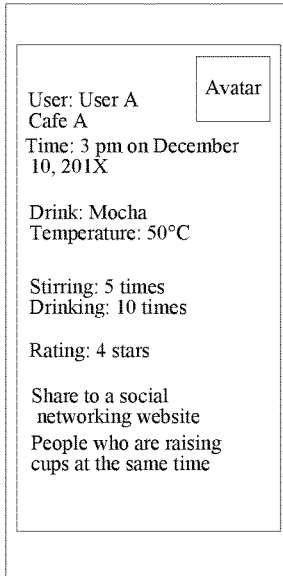 Avatar
User: User A
Cafe A
Time: 3 pm on December
10, 201X
Drink: Mocha
Temperature: 50°C
Stirring: 5 times
Drinking: 10 times
Rating: 4 stars
Share to a social
networking website
People who are raising
cups at the same time